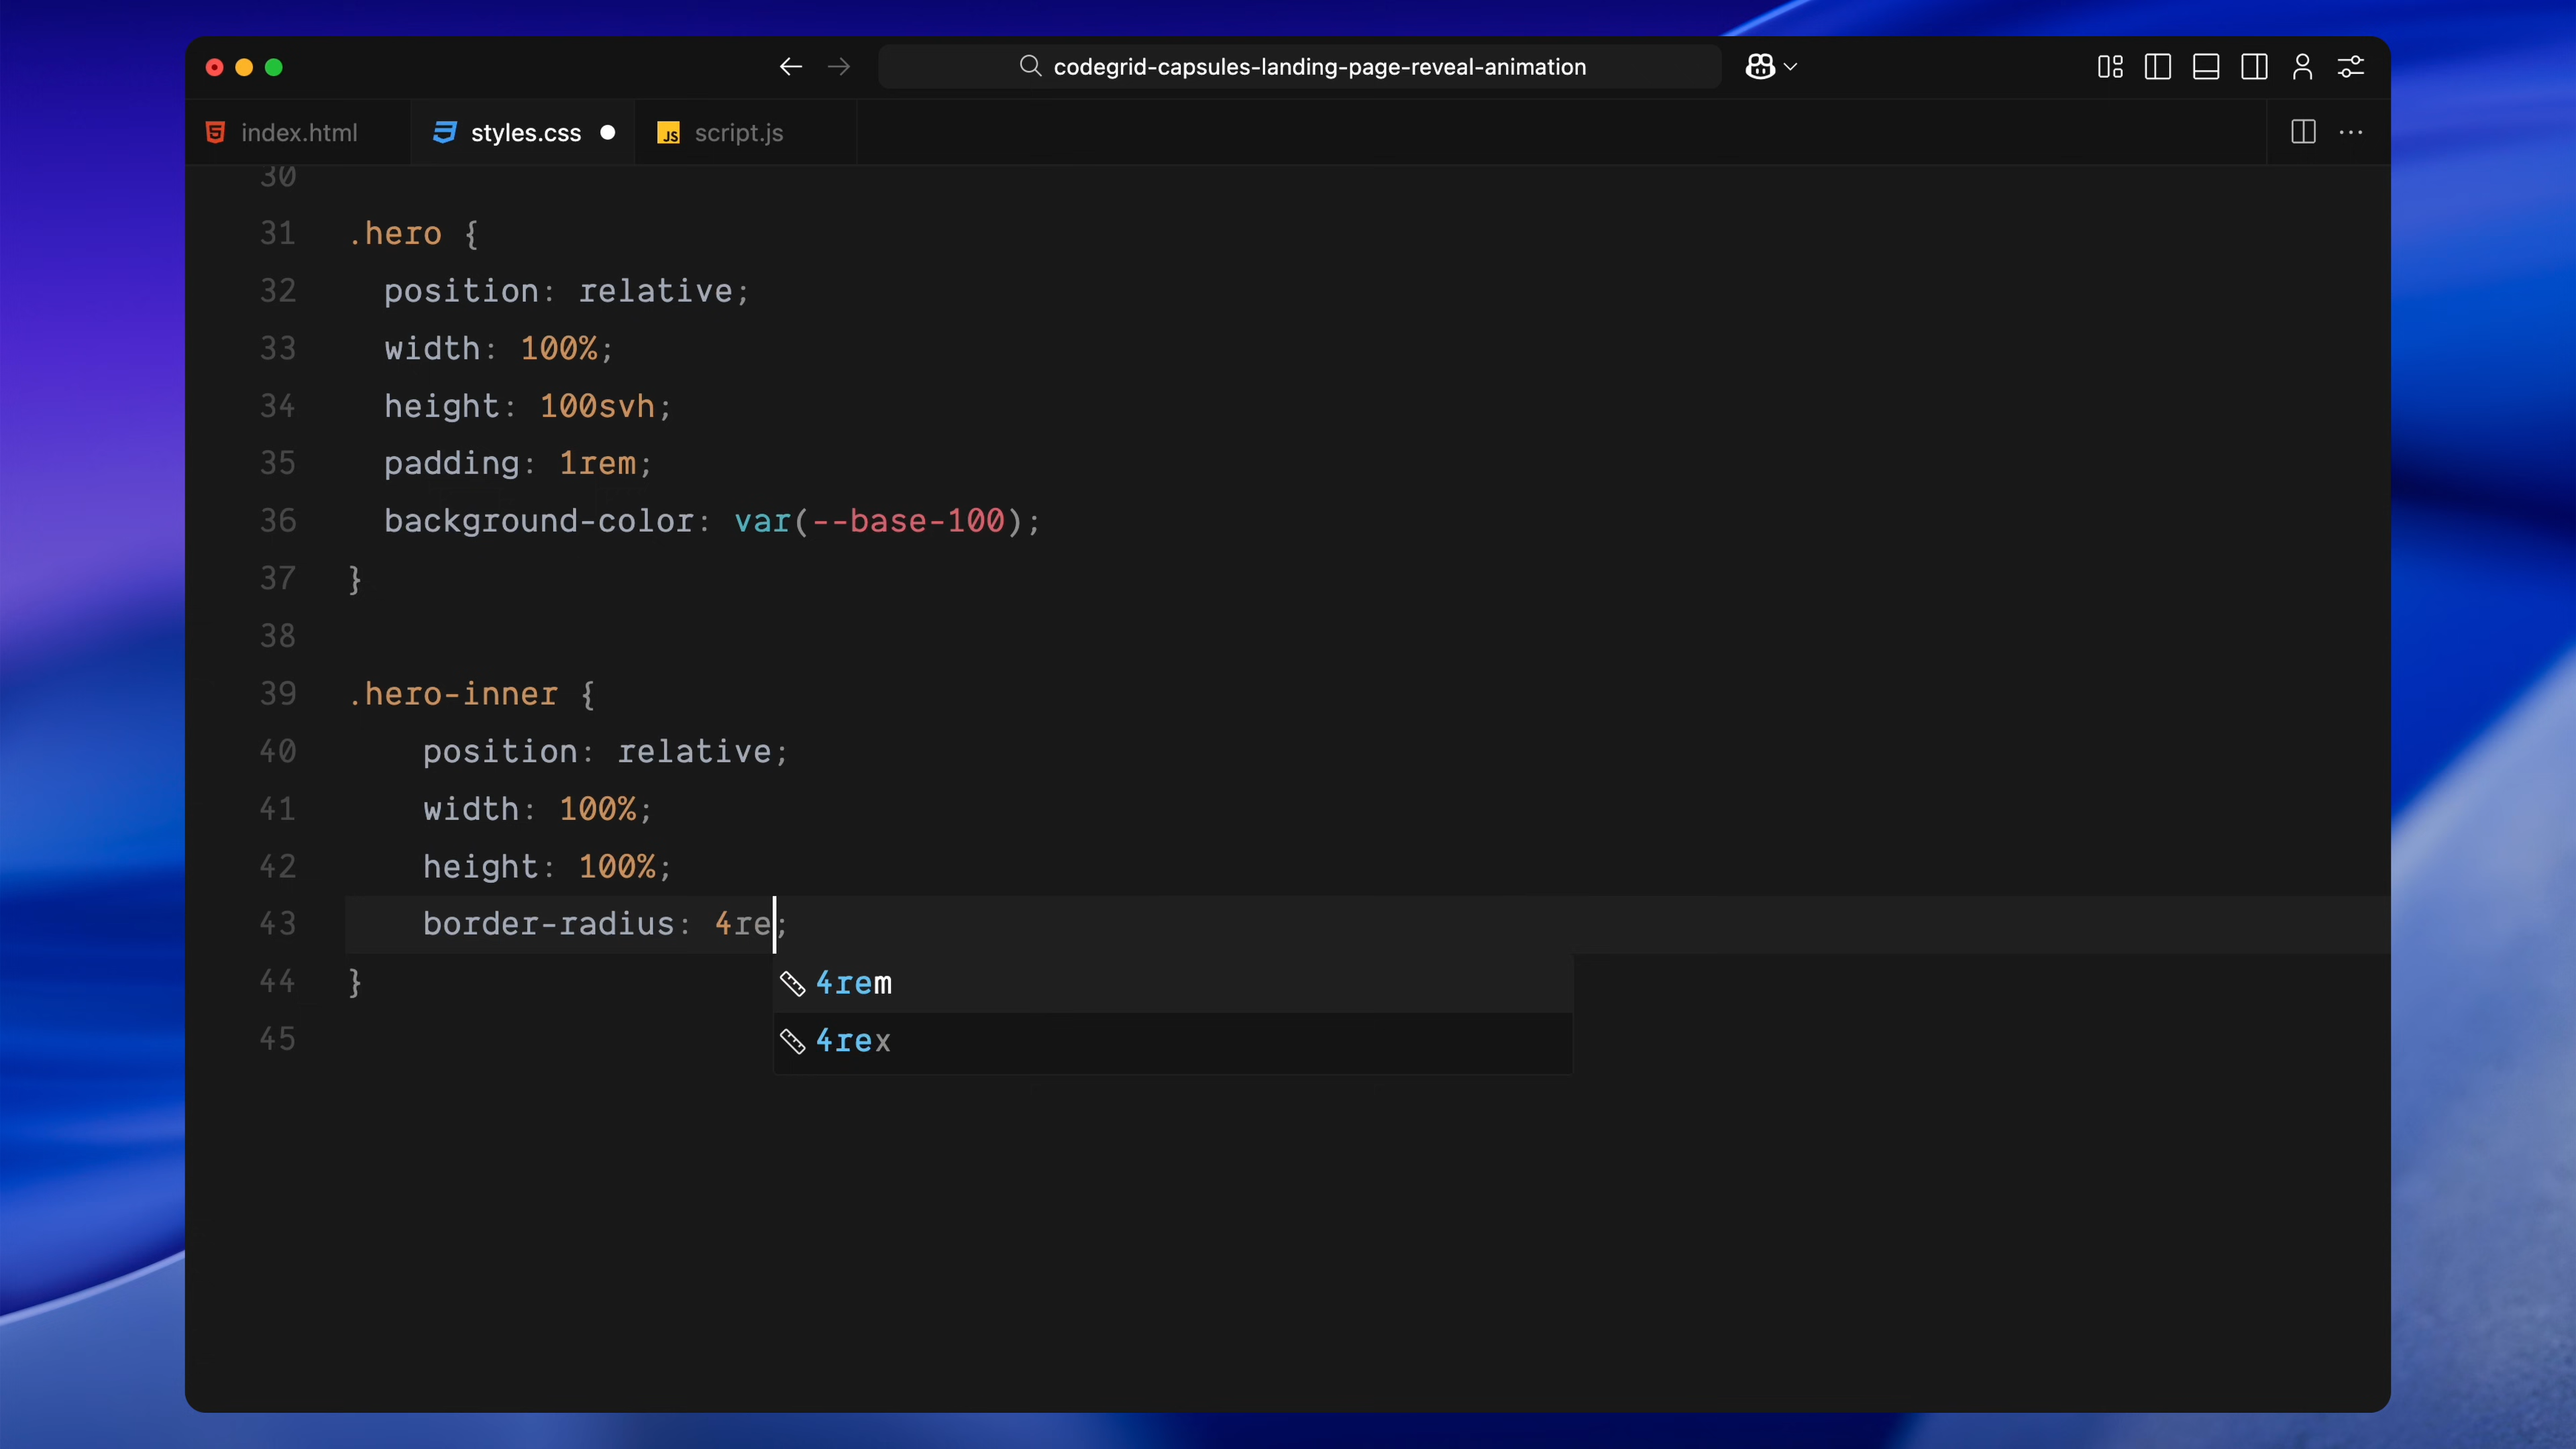 codegrid-capsules-landing-page-reveal-animation
index.html
styles.css
JS script.js
30
31 .hero {
32 position: relative;
33 width: 100%;
34 height: 100svh;
35 padding: 1rem;
36 background-color: var(--base-100);
37 }
38
39 .hero-inner {
40 position: relative;
41 width: 100%;
42 height: 100%;
43 border-radius: 4re;
4rem
44 }
4rex
45